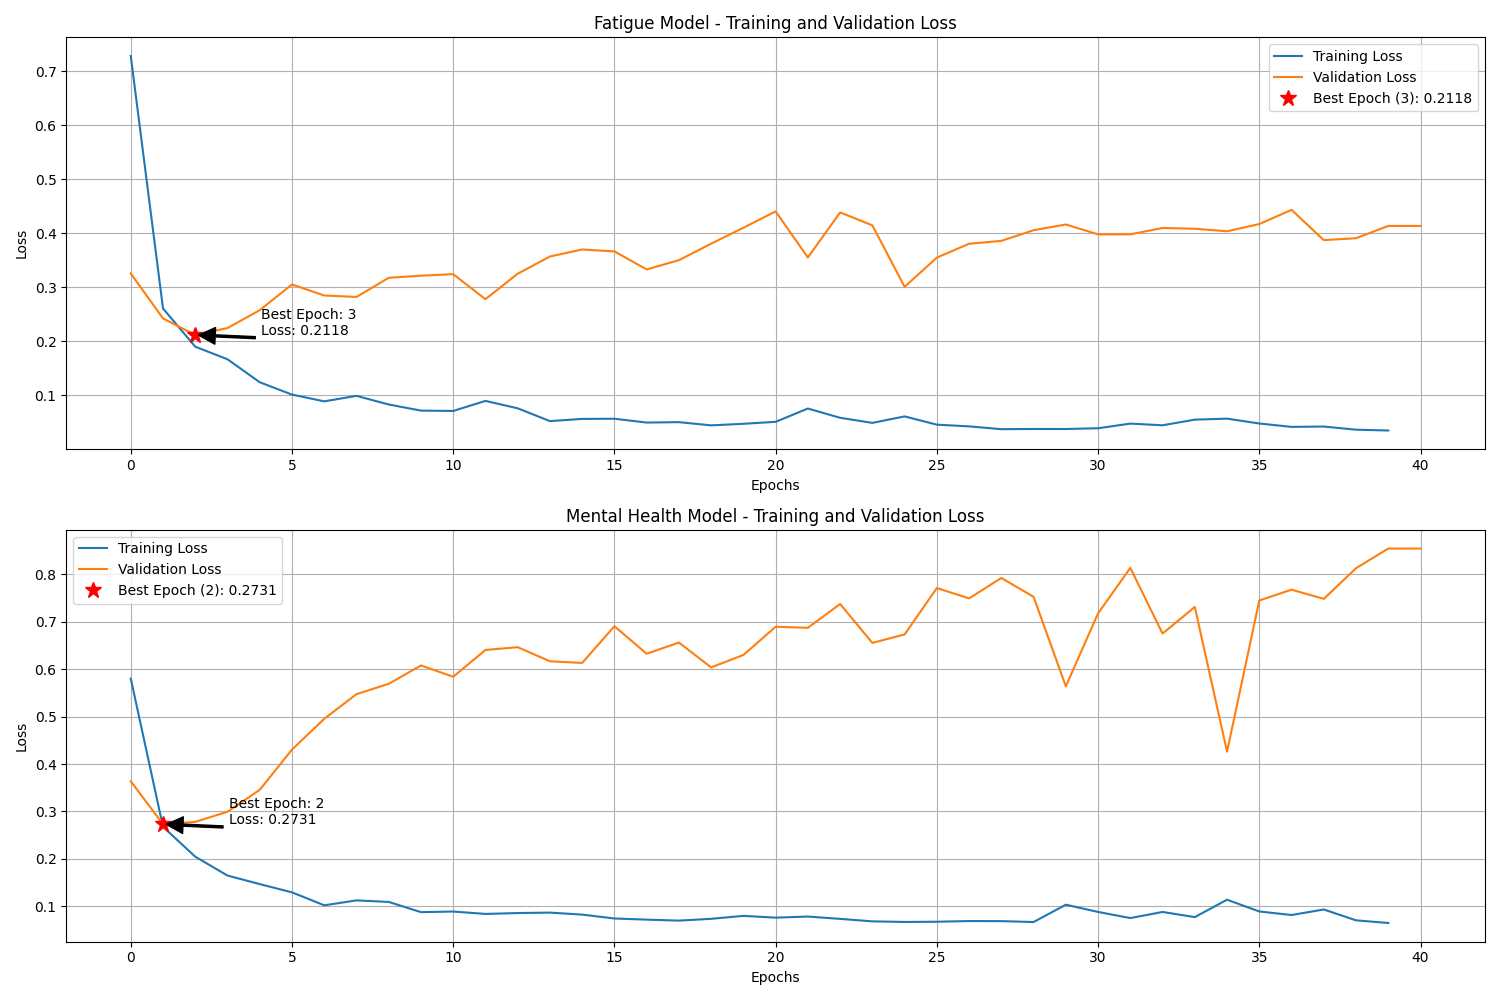 Fatigue Model - Training and Validation Loss
Training Loss
Validation Loss
Best Epoch (3): 0.2118
Loss
0.7
0.6
0.5
0.4
0.3
0.2
0.1
Best Epoch: 3
Loss: 0.2118
0 5 10 15 20 25 30 35 40
Epochs
Mental Health Model - Training and Validation Loss
Training Loss
Validation Loss
Best Epoch (2): 0.2731
Loss
0.8
0.7
0.6
0.5
0.4
0.3
0.2
0.1
Best Epoch: 2
Loss: 0.2731
0 5 10 15 20 25 30 35 40
Epochs